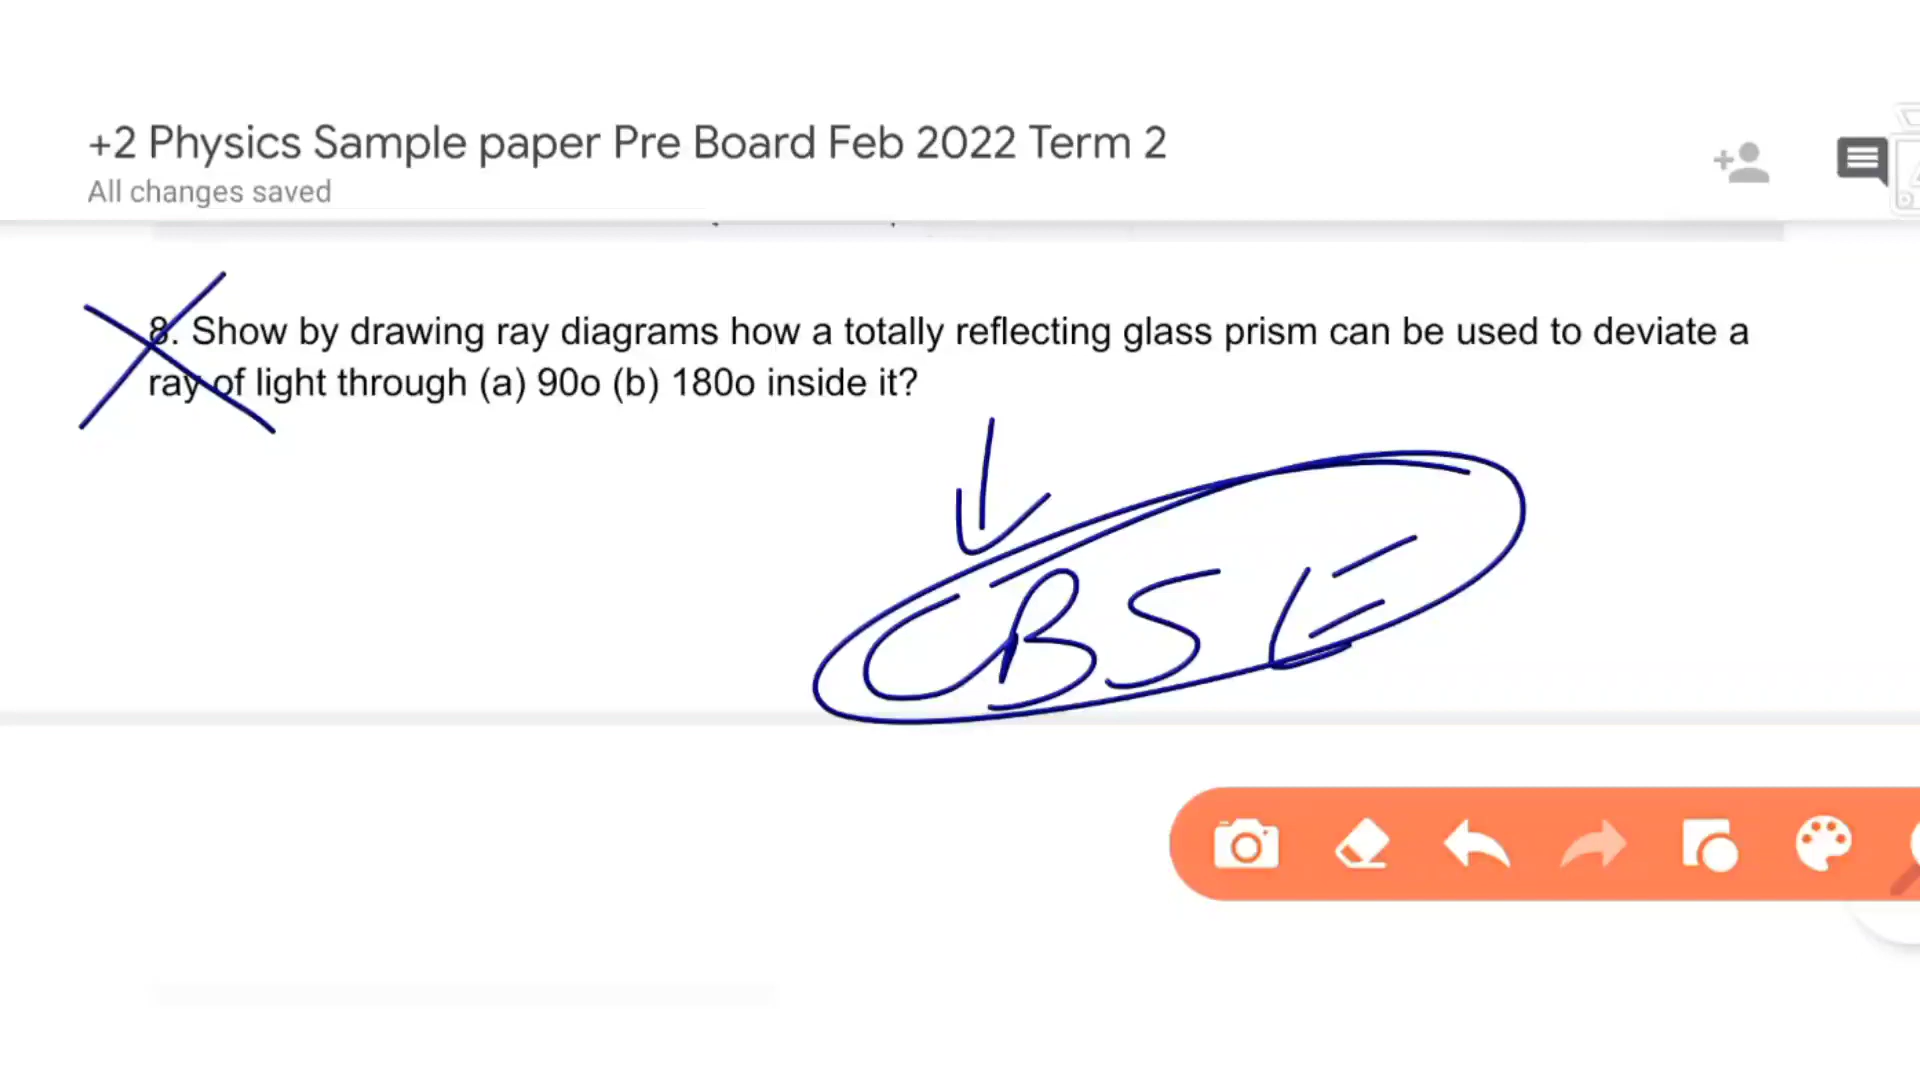 +2 Physics Sample paper Pre Board Feb 2022 Term 2
All changes saved
8. Show by drawing ray diagrams how a totally reflecting glass prism can be used to deviate a
ray of light through (a) 90o (b) 180o inside it?
CBSE